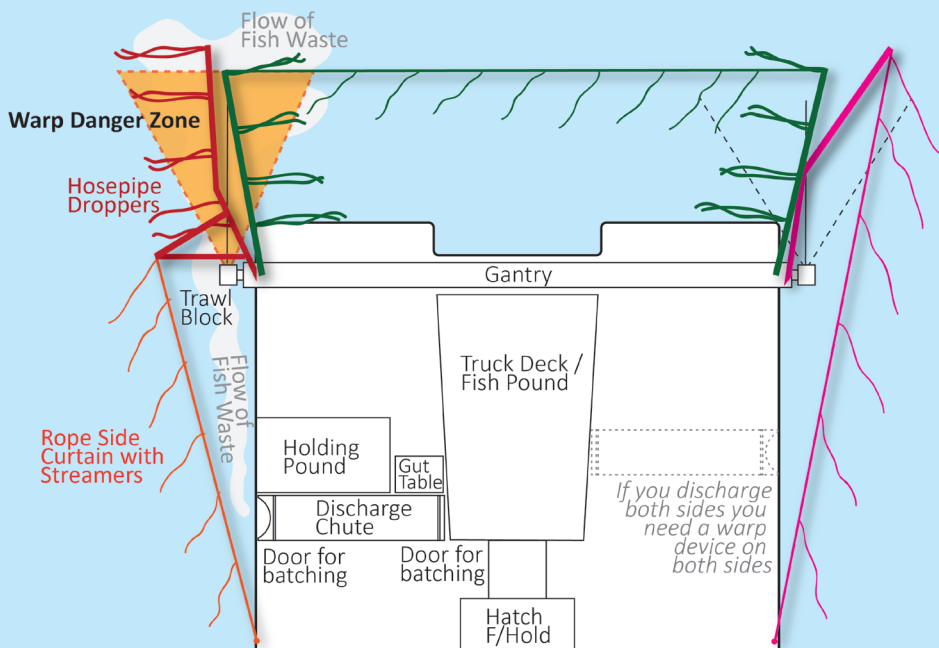 Flow of
Fish Waste
Warp Danger Zone
Hosepipe
Droppers
Gantry
Trawl
Block
Flow of
Fish Waste
Truck Deck /
Fish Pound
Rope Side
Curtain with
Streamers
Holding
Pound
Gut
Table
Discharge
Chute
Door for
batching
Door for
batching
If you discharge
both sides you
need a warp
device on
both sides
Hatch
F/Hold